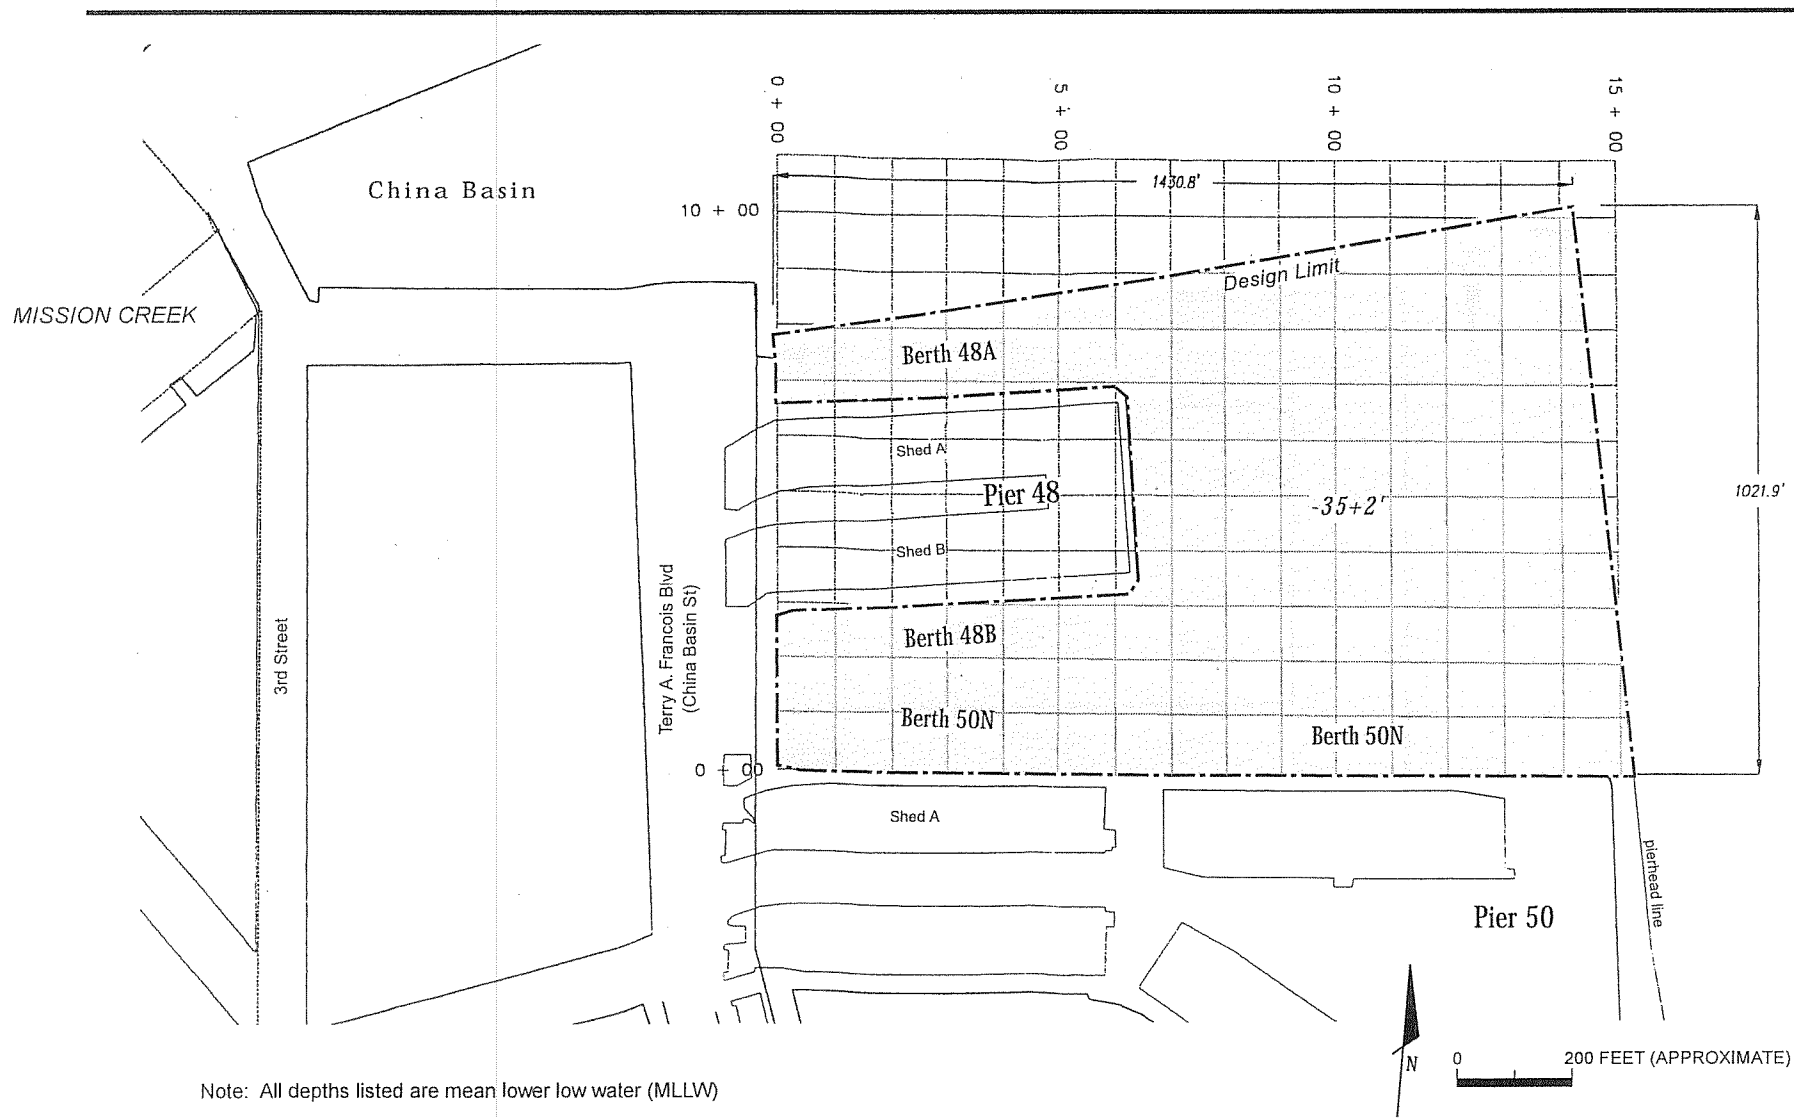 0 + 00
5 + 00
10 + 00
15 + 00
1430.8'
China Basin
10 + 00
Design Limit
MISSION CREEK
Berth 48A
Shed A
Pier 48
-35+2'
1021.9'
Shed B
3rd Street
Terry A. Francois Blvd
(China Basin St)
Berth 48B
Berth 50N
Berth 50N
0 + 00
Shed A
pierhead line
Pier 50
N
0
200 FEET (APPROXIMATE)
Note: All depths listed are mean lower low water (MLLW)